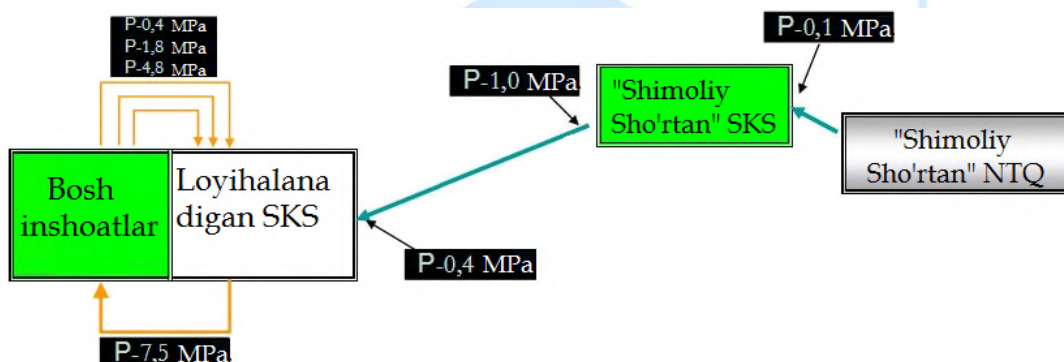 P-0,4 MPa
P-1,8 MPa
P-4,8 MPa
P-0,1 MPa
P-1,0 MPa
"Shimoliy
Sho'rtan" SKS
"Shimoliy
Sho'rtan" NTQ
Bosh
inshoatlar
Loyihalana
digan SKS
P-0,4 MPa
P-7,5 MPa